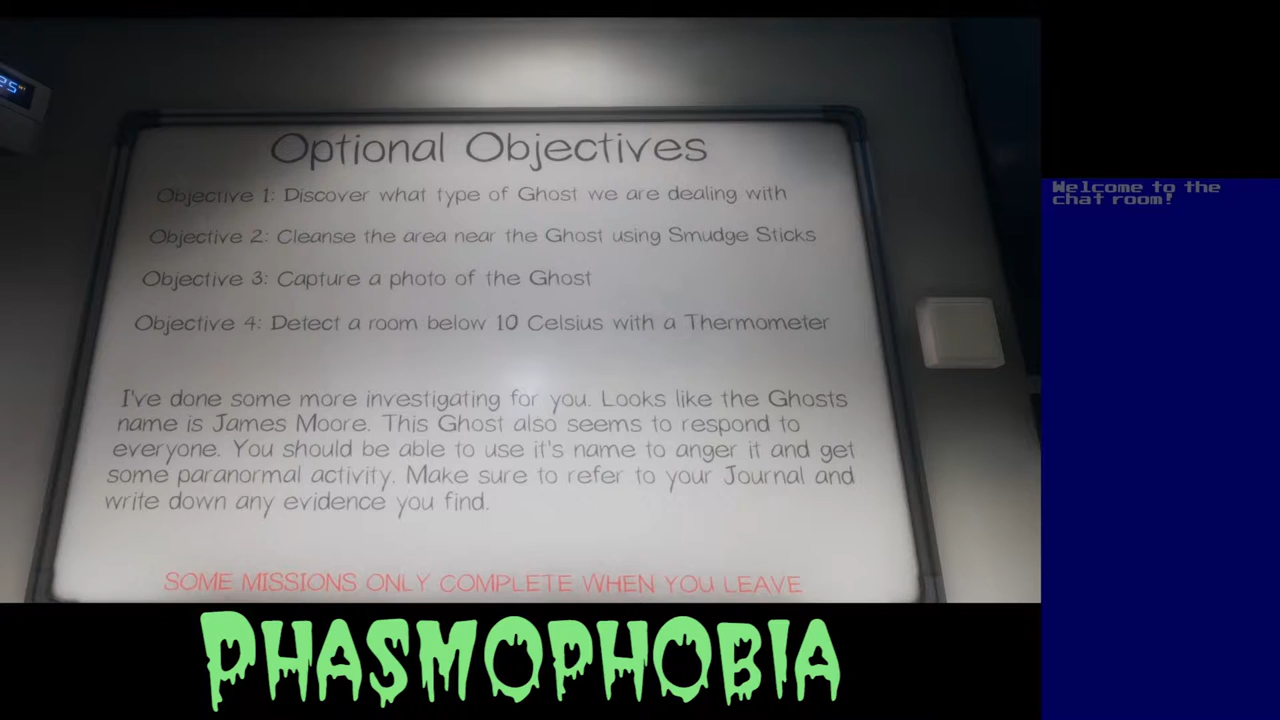 25
Optional Objectives
Objective 1: Discover what type of Ghost we are dealing with
Objective 2: Cleanse the area near the Ghost using Smudge Sticks
Objective 3: Capture a photo of the Ghost
Objective 4: Detect a room below 10 Celsius with a Thermometer
I've done some more investigating for you. Looks like the Ghosts
name is James Moore. This Ghost also seems to respond to
everyone. You should be able to use it's name to anger it and get
some paranormal activity. Make sure to refer to your Journal and
write down any evidence you find.
SOME MISSIONS ONLY COMPLETE WHEN YOU LEAVE
PHASMOPHOBIA
Welcome to the
chat room!